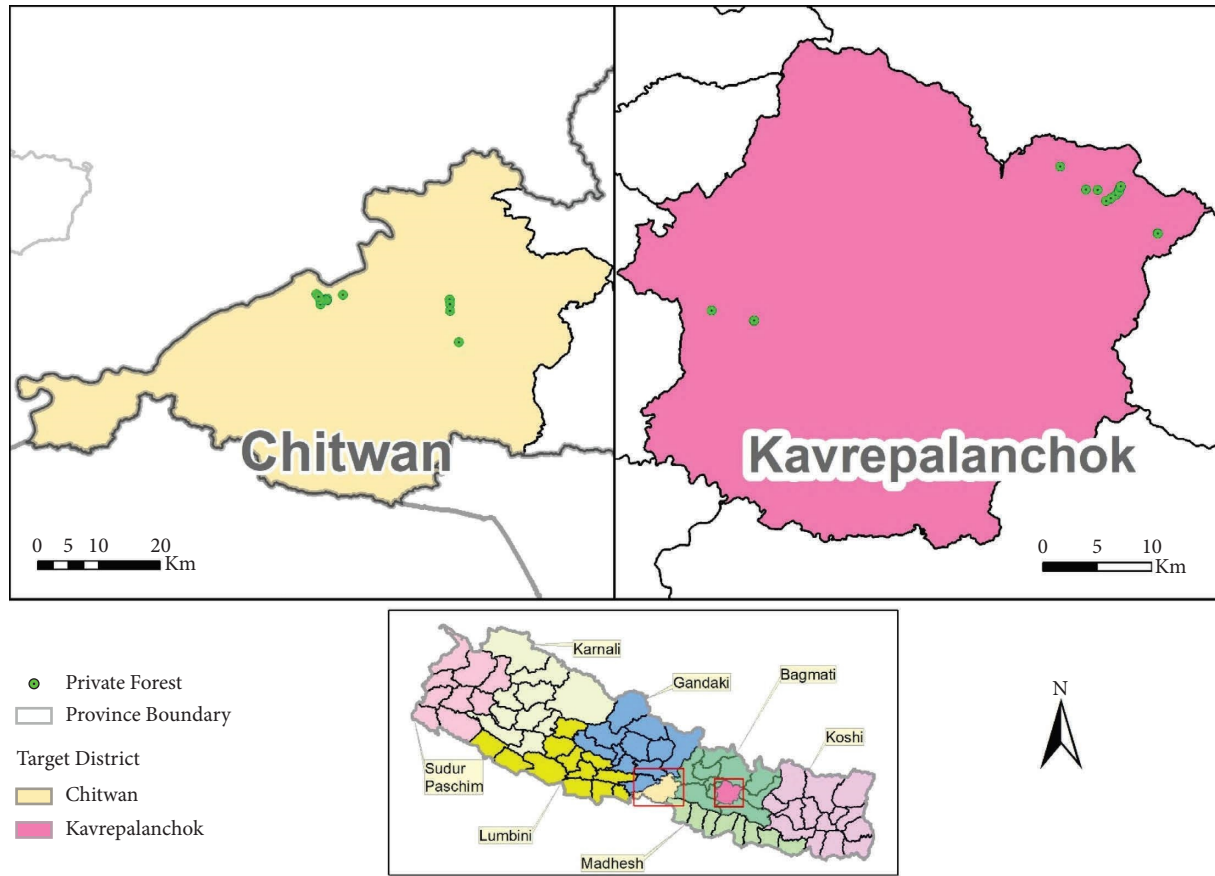 Chitwan
0 5 10 20
Km
Kavrepalanchok
0 5 10
Km
Private Forest
Province Boundary
Target District
Chitwan
Kavrepalanchok
Karnali
Gandaki
Bagmati
Koshi
Sudur
Paschim
Lumbini
Madhesh
N